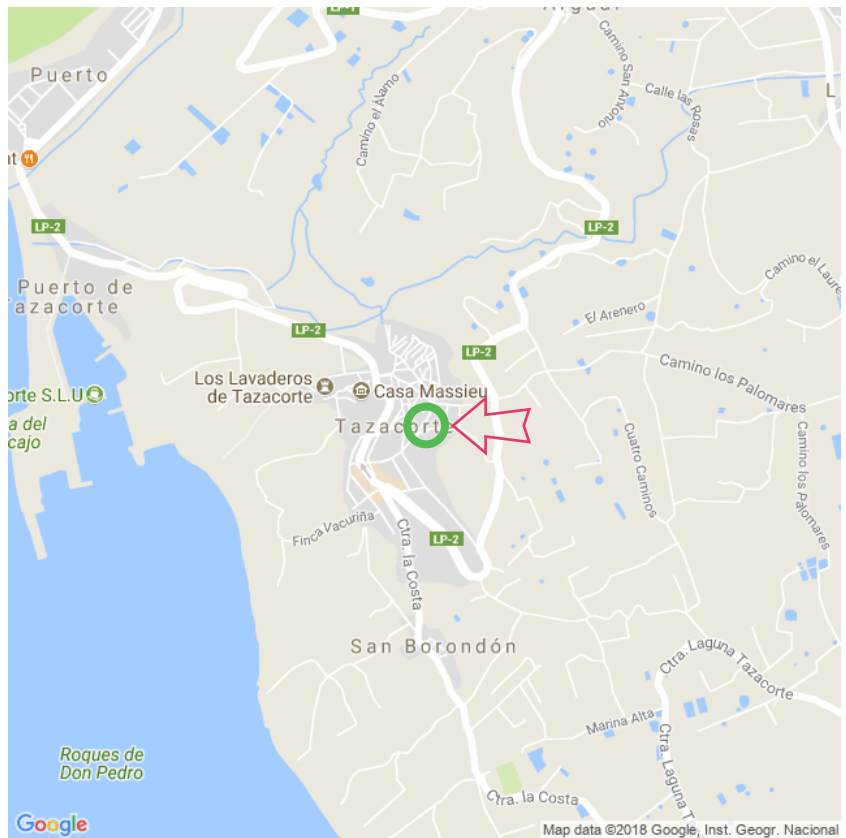 Puerto
Camino San
Antonio
Calle las Rosas
Camino el Álamo
LP-2
LP-2
Puerto de
Tazacorte
El Arenero
LP-2
LP-2
Camino los Palomares
Los Lavaderos
de Tazacorte
Casa Massieu
orte S.L.U
a del
cajo
Tazacorte
Cuatro Caminos
Camino los Palomares
Finca Vacuriña
Ctra. la Costa
LP-2
San Borondón
Ctra. Laguna Tazacorte
Marina Alta
Ctra. Laguna T
Roques de
Don Pedro
Ctra. la Costa
Google
Map data ©2018 Google, Inst. Geogr. Nacional